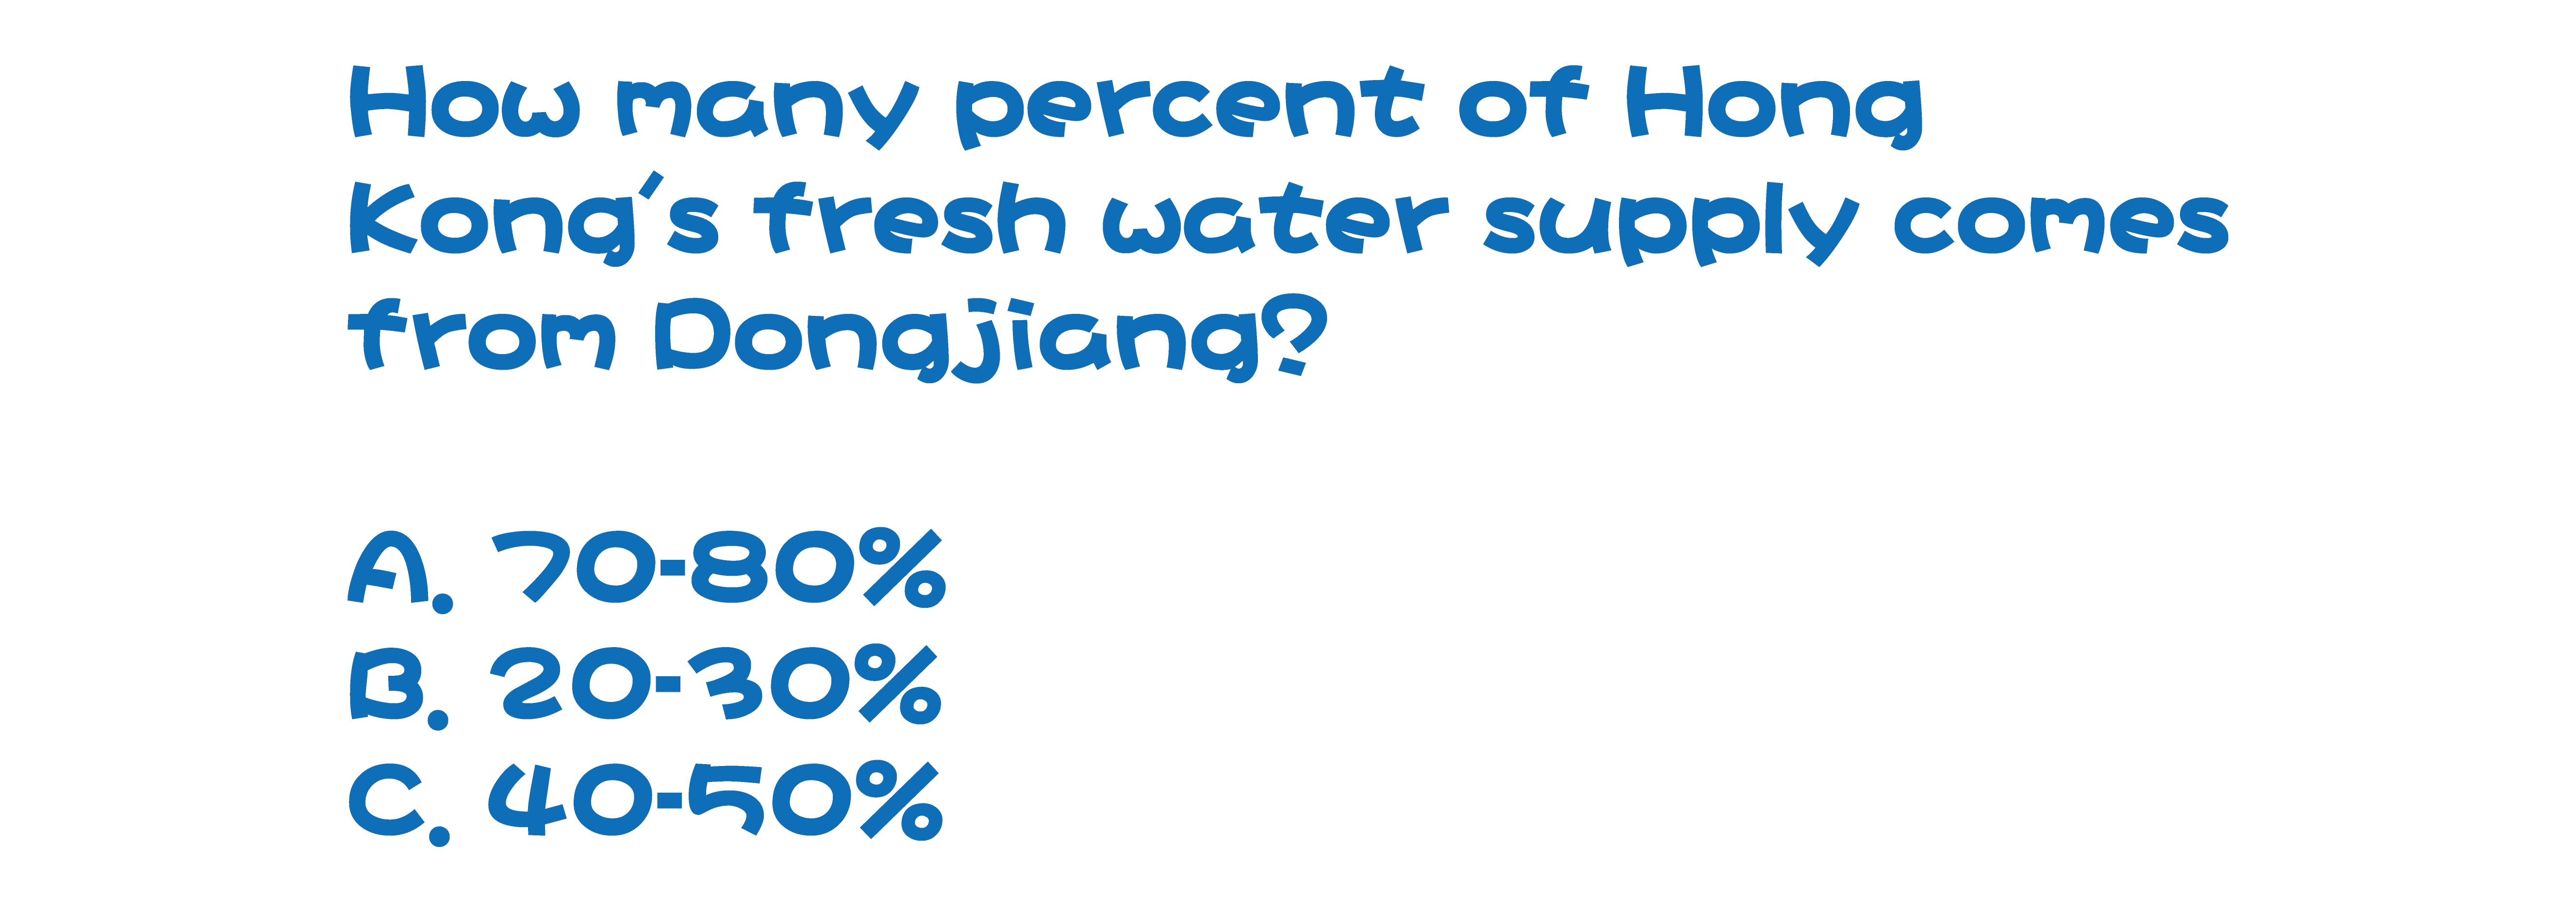 How many percent of Hong
Kong's fresh water supply comes
from Dongjiang?
A. 70-80%
B. 20-30%
C. 40-50%